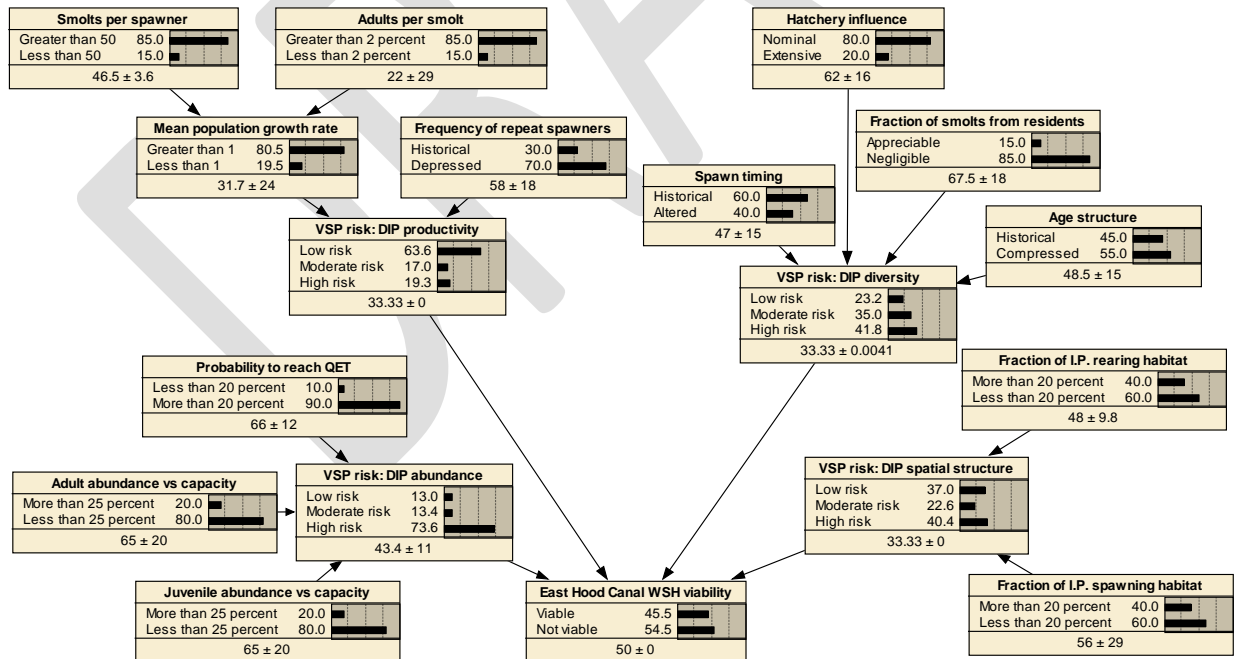 Smolts per spawner
Greater than 50 85.0
Less than 50 15.0
46.5 ± 3.6
Adults per smolt
Greater than 2 percent 85.0
Less than 2 percent 15.0
22 ± 29
Hatchery influence
Nominal 80.0
Extensive 20.0
62 ± 16
Mean population growth rate
Greater than 1 80.5
Less than 1 19.5
31.7 ± 24
Frequency of repeat spawners
Historical 30.0
Depressed 70.0
58 ± 18
Fraction of smolts from residents
Appreciable 15.0
Negligible 85.0
67.5 ± 18
Spawn timing
Historical 60.0
Altered 40.0
47 ± 15
Age structure
Historical 45.0
Compressed 55.0
48.5 ± 15
VSP risk: DIP productivity
Low risk 63.6
Moderate risk 17.0
High risk 19.3
33.33 ± 0
VSP risk: DIP diversity
Low risk 23.2
Moderate risk 35.0
High risk 41.8
33.33 ± 0.0041
Probability to reach QET
Less than 20 percent 10.0
More than 20 percent 90.0
66 ± 12
Fraction of I.P. rearing habitat
More than 20 percent 40.0
Less than 20 percent 60.0
48 ± 9.8
Adult abundance vs capacity
More than 25 percent 20.0
Less than 25 percent 80.0
65 ± 20
VSP risk: DIP abundance
Low risk 13.0
Moderate risk 13.4
High risk 73.6
43.4 ± 11
VSP risk: DIP spatial structure
Low risk 37.0
Moderate risk 22.6
High risk 40.4
33.33 ± 0
Juvenile abundance vs capacity
More than 25 percent 20.0
Less than 25 percent 80.0
65 ± 20
East Hood Canal WSH viability
Viable 45.5
Not viable 54.5
50 ± 0
Fraction of I.P. spawning habitat
More than 20 percent 40.0
Less than 20 percent 60.0
56 ± 29